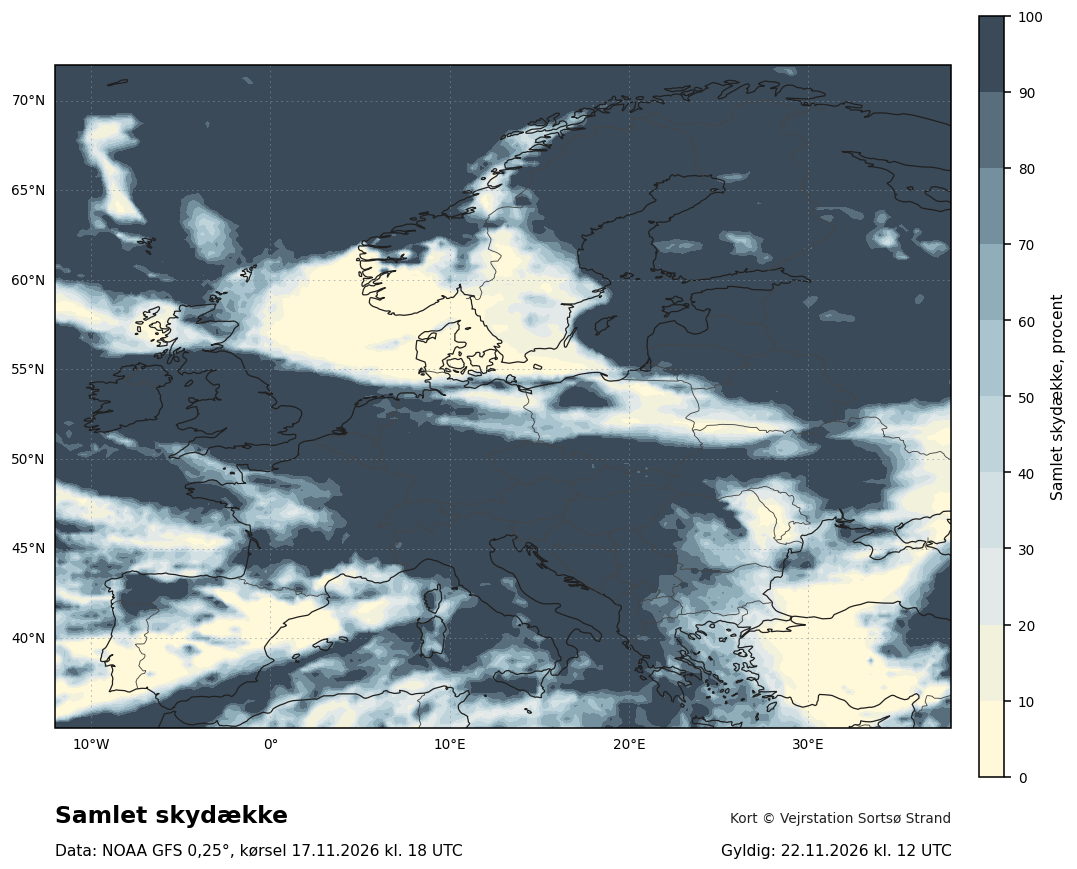 100
90
80
70
60
50
40
30
20
10
0
Samlet skydække, procent
70°N
65°N
60°N
55°N
50°N
45°N
40°N
10°W
0°
10°E
20°E
30°E
Samlet skydække
Kort © Vejrstation Sortsø Strand
Data: NOAA GFS 0,25°, kørsel 17.11.2026 kl. 18 UTC
Gyldig: 22.11.2026 kl. 12 UTC